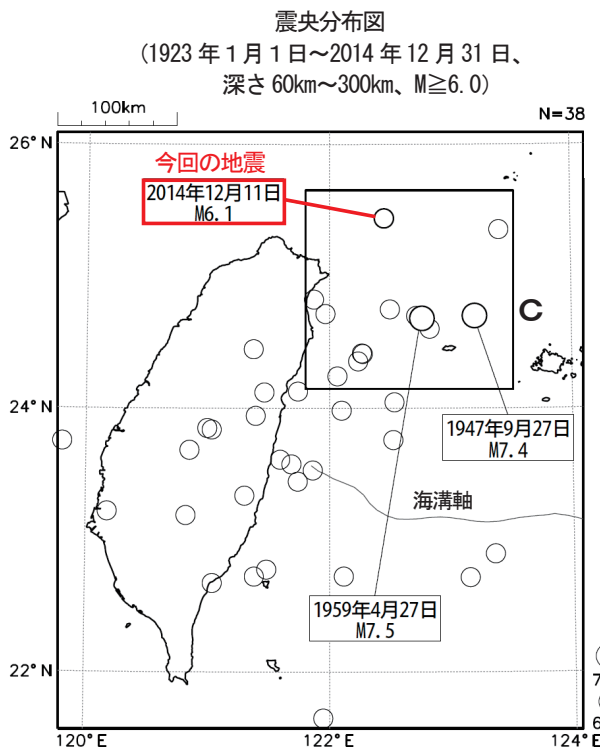 震央分布図
(1923年1月1日~2014年12月31日、
深さ60km~300km、M≧6.0)
100km
N=38
26°N
今回の地震
2014年12月11日
M6.1
C
24°N
1947年9月27日
M7.4
海溝軸
1959年4月27日
M7.5
22°N
7
6
120°E
122°E
124°E